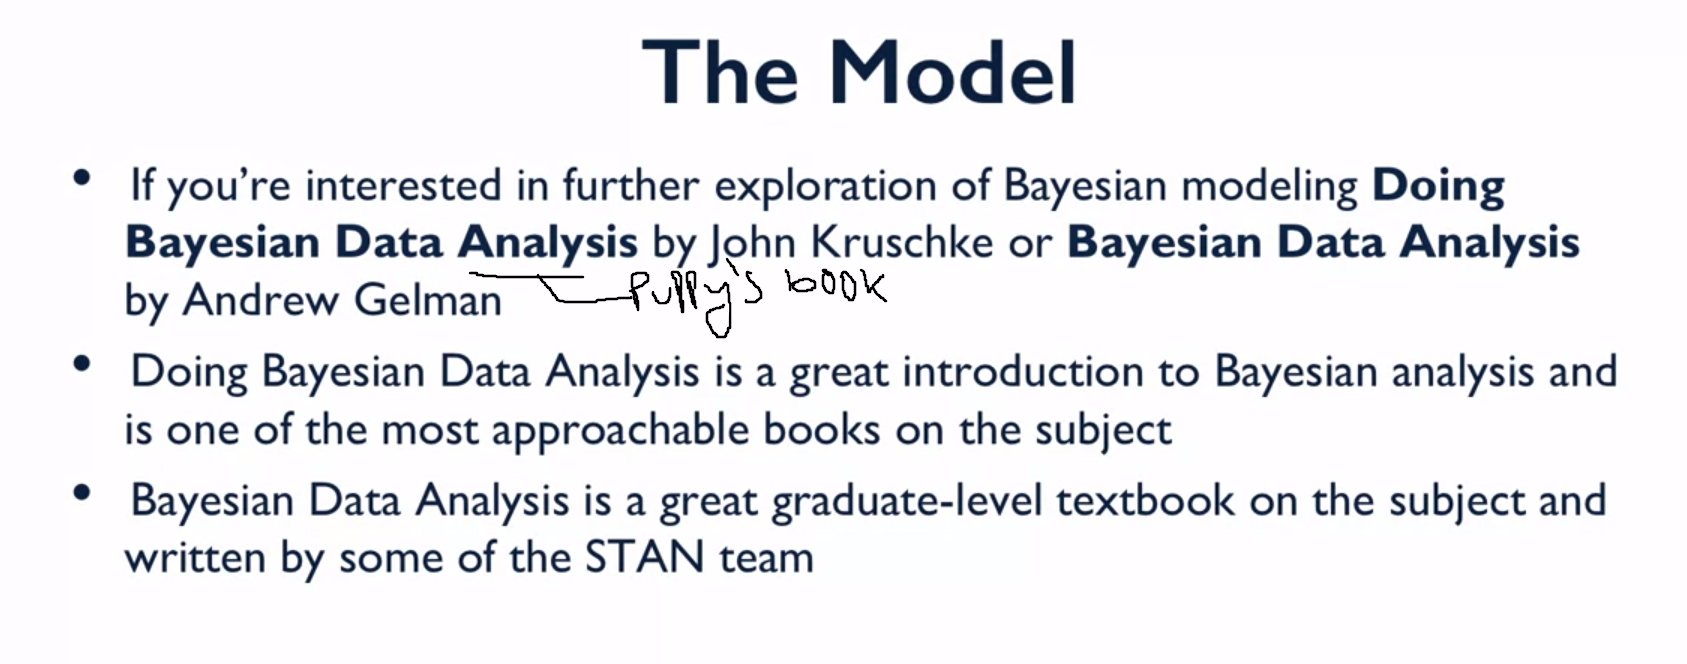 The Model
• If you're interested in further exploration of Bayesian modeling Doing
Bayesian Data Analysis by John Kruschke or Bayesian Data Analysis
by Andrew Gelman
Puppy's book
• Doing Bayesian Data Analysis is a great introduction to Bayesian analysis and
is one of the most approachable books on the subject
• Bayesian Data Analysis is a great graduate-level textbook on the subject and
written by some of the STAN team